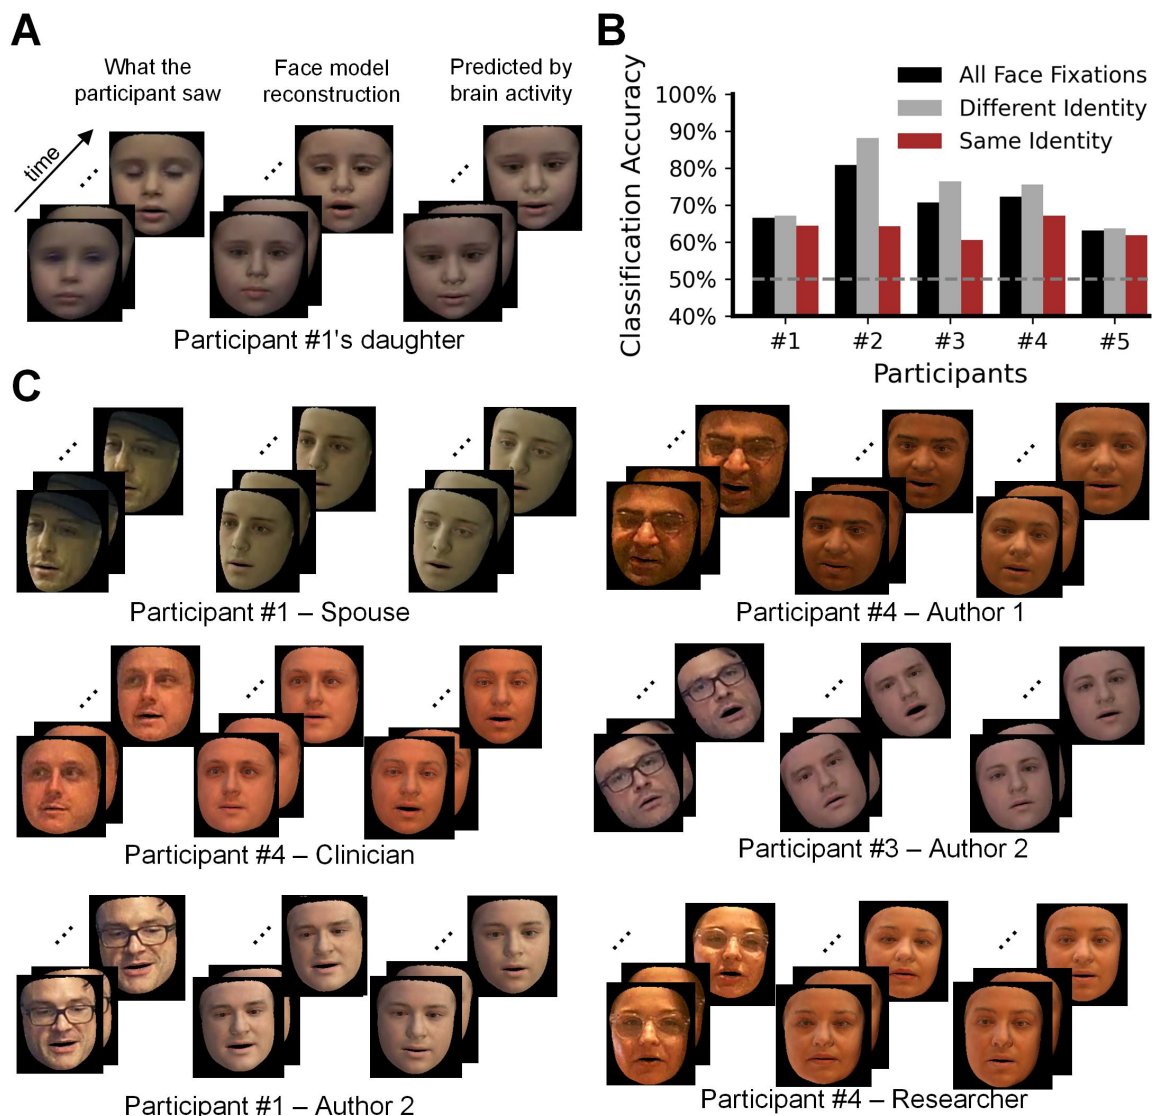 A
What the
participant saw
Face model
reconstruction
Predicted by
brain activity
time
Participant #1's daughter
B
Classification Accuracy
100%
90%
80%
70%
60%
50%
40%
All Face Fixations
Different Identity
Same Identity
#1
#2
#3
#4
#5
Participants
C
Participant #1 – Spouse
Participant #4 – Author 1
Participant #4 – Clinician
Participant #3 – Author 2
Participant #1 – Author 2
Participant #4 – Researcher